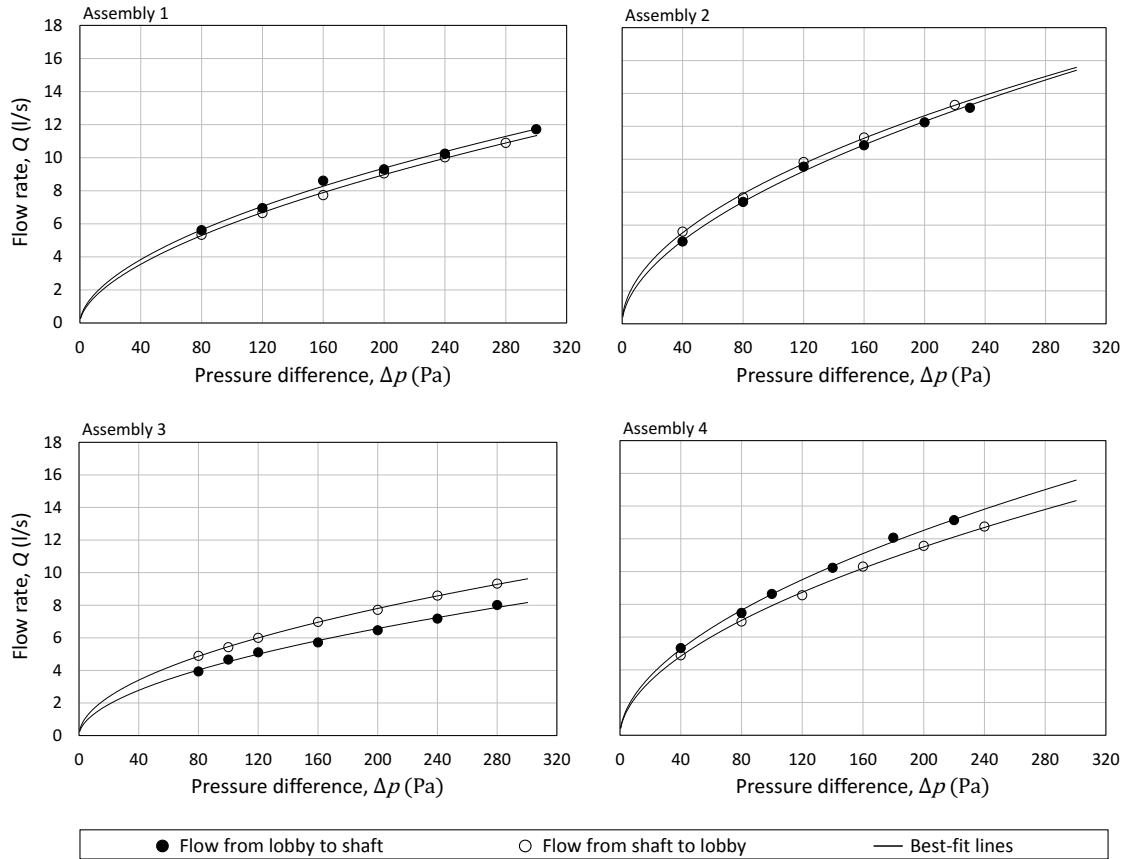 Assembly 1
18
16
14
12
10
8
6
4
2
0
Flow rate, Q (l/s)
0 40 80 120 160 200 240 280 320
Pressure difference, Δp (Pa)
Assembly 2
0 40 80 120 160 200 240 280 320
Pressure difference, Δp (Pa)
Assembly 3
18
16
14
12
10
8
6
4
2
0
Flow rate, Q (l/s)
0 40 80 120 160 200 240 280 320
Pressure difference, Δp (Pa)
Assembly 4
0 40 80 120 160 200 240 280 320
Pressure difference, Δp (Pa)
Flow from lobby to shaft Flow from shaft to lobby Best-fit lines